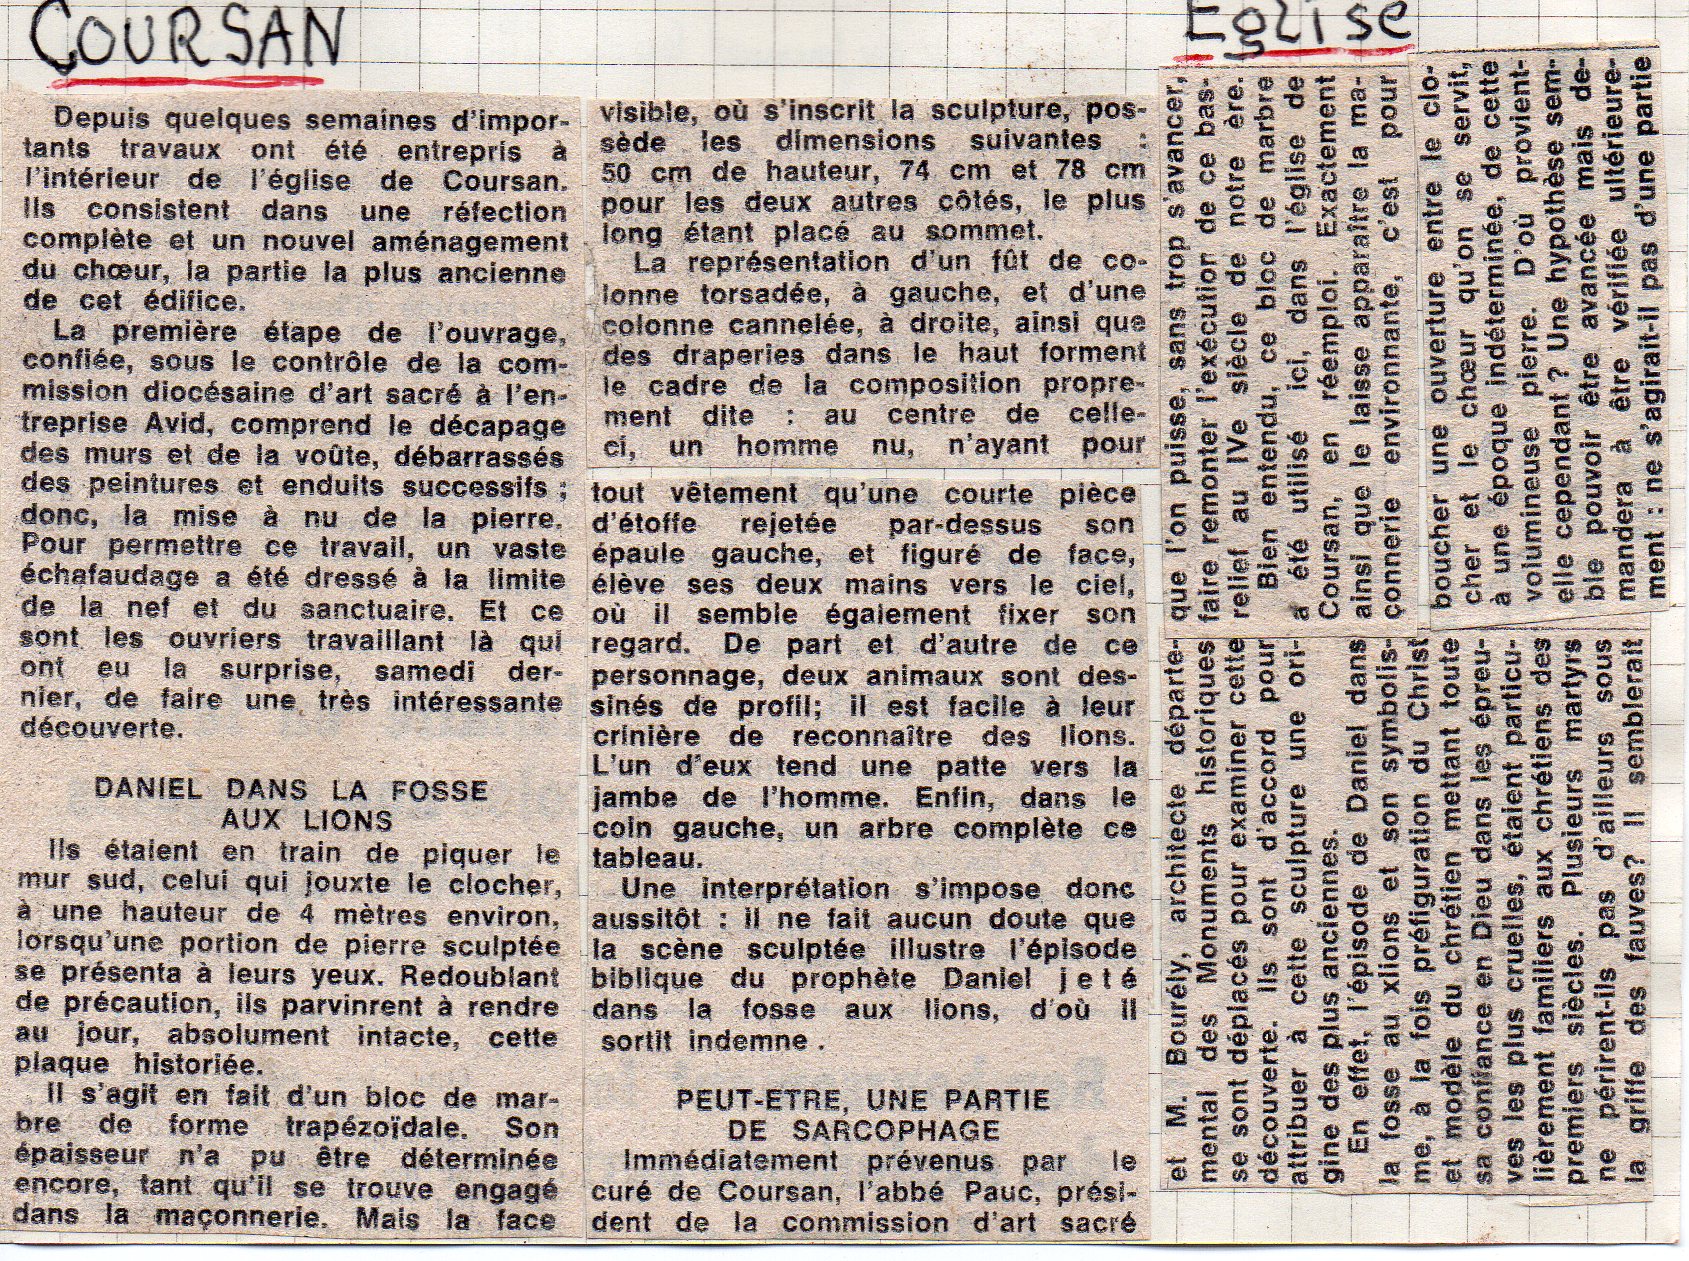 COURSAN
Eglise
Depuis quelques semaines d'impor-
tants travaux ont été entrepris à
l'intérieur de l'église de Coursan.
Ils consistent dans une réfection
complète et un nouvel aménagement
du chœur, la partie la plus ancienne
de cet édifice.
La première étape de l'ouvrage,
confiée, sous le contrôle de la com-
mission diocésaine d'art sacré à l'en-
treprise Avid, comprend le décapage
des murs et de la voûte, débarrassés
des peintures et enduits successifs ;
donc, la mise à nu de la pierre.
Pour permettre ce travail, un vaste
échafaudage a été dressé à la limite
de la nef et du sanctuaire. Et ce
sont les ouvriers travaillant là qui
ont eu la surprise, samedi der-
nier, de faire une très intéressante
découverte.
DANIEL DANS LA FOSSE
AUX LIONS
Ils étaient en train de piquer le
mur sud, celui qui jouxte le clocher,
à une hauteur de 4 mètres environ,
lorsqu'une portion de pierre sculptée
se présenta à leurs yeux. Redoublant
de précaution, ils parvinrent à rendre
au jour, absolument intacte, cette
plaque historiée.
Il s'agit en fait d'un bloc de mar-
bre de forme trapézoïdale. Son
épaisseur n'a pu être déterminée
encore, tant qu'il se trouve engagé
dans la maçonnerie. Mais la face
visible, où s'inscrit la sculpture, pos-
sède les dimensions suivantes :
50 cm de hauteur, 74 cm et 78 cm
pour les deux autres côtés, le plus
long étant placé au sommet.
La représentation d'un fût de co-
lonne torsadée, à gauche, et d'une
colonne cannelée, à droite, ainsi que
des draperies dans le haut forment
le cadre de la composition propre-
ment dite : au centre de celle-
ci, un homme nu, n'ayant pour
tout vêtement qu'une courte pièce
d'étoffe rejetée par-dessus son
épaule gauche, et figuré de face,
élève ses deux mains vers le ciel,
où il semble également fixer son
regard. De part et d'autre de ce
personnage, deux animaux sont des-
sinés de profil; il est facile à leur
crinière de reconnaître des lions.
L'un d'eux tend une patte vers la
jambe de l'homme. Enfin, dans le
coin gauche, un arbre complète ce
tableau.
Une interprétation s'impose donc
aussitôt : il ne fait aucun doute que
la scène sculptée illustre l'épisode
biblique du prophète Daniel jeté
dans la fosse aux lions, d'où il
sortit indemne .
PEUT-ETRE, UNE PARTIE
DE SARCOPHAGE
Immédiatement prévenus par le
curé de Coursan, l'abbé Pauc, prési-
dent de la commission d'art sacré
et M. Bourély, architecte départe-
mental des Monuments historiques
se sont déplacés pour examiner cette
découverte. Ils sont d'accord pour
attribuer à cette sculpture une ori-
gine des plus anciennes.
En effet, l'épisode de Daniel dans
la fosse au xlions et son symbolis-
me, à la fois préfiguration du Christ
et modèle du chrétien mettant toute
sa confiance en Dieu dans les épreu-
ves les plus cruelles, étaient particu-
lièrement familiers aux chrétiens des
premiers siècles. Plusieurs martyrs
ne périrent-ils pas d'ailleurs sous
la griffe des fauves? Il semblerait
que l'on puisse, sans trop s'avancer,
faire remonter l'exécution de ce bas-
relief au IVe siècle de notre ère.
Bien entendu, ce bloc de marbre
a été utilisé ici, dans l'église de
Coursan, en réemploi. Exactement
ainsi que le laisse apparaître la ma-
çonnerie environnante, c'est pour
boucher une ouverture entre le clo-
cher et le chœur qu'on se servit,
à une époque indéterminée, de cette
volumineuse pierre. D'où provient-
elle cependant ? Une hypothèse sem-
ble pouvoir être avancée mais de-
mandera à être vérifiée ultérieure-
ment : ne s'agirait-il pas d'une partie